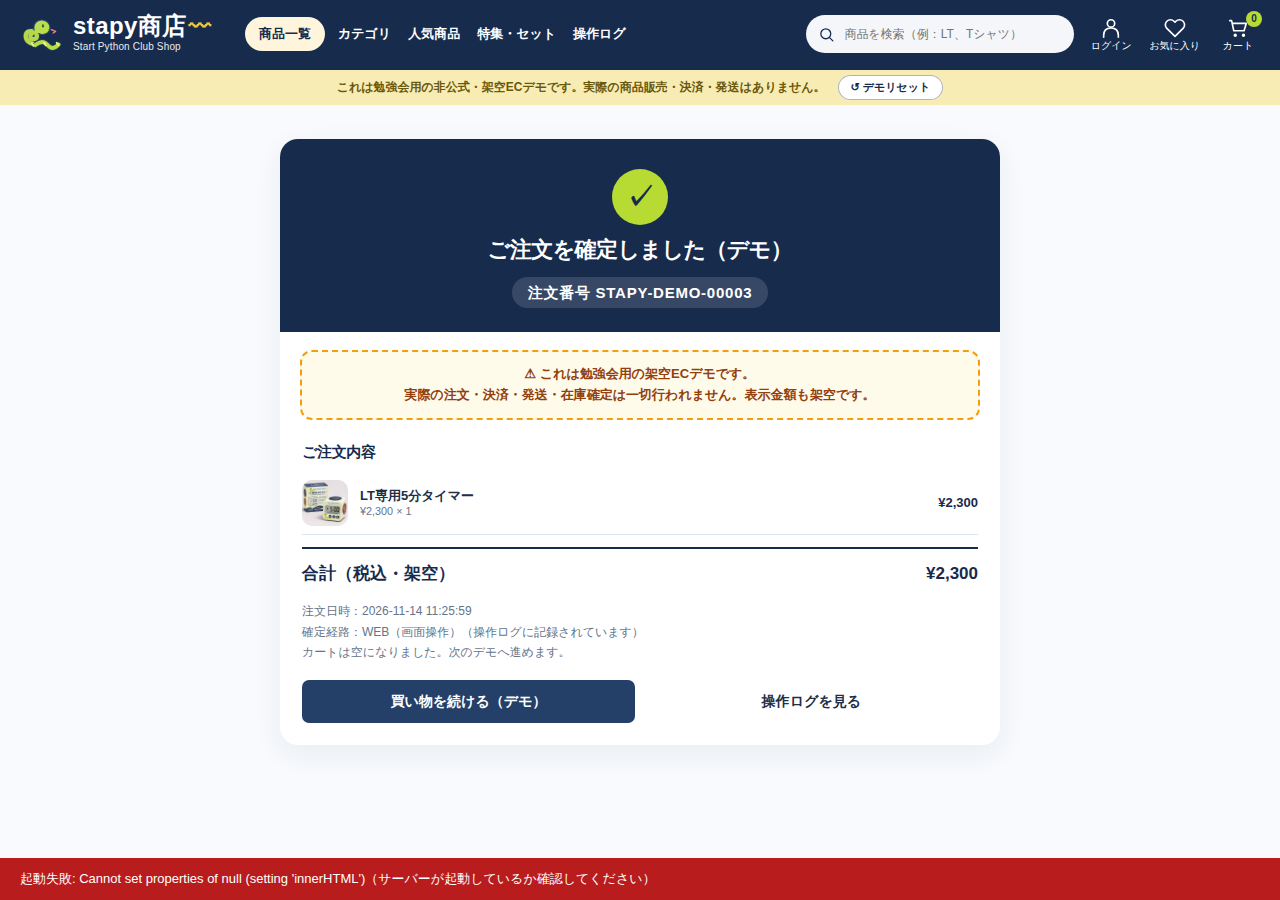 stapy商店
Start Python Club Shop
商品一覧
カテゴリ
人気商品
特集・セット
操作ログ
商品を検索（例：LT、Tシャツ）
ログイン
お気に入り
カート
0
これは勉強会用の非公式・架空ECデモです。実際の商品販売・決済・発送はありません。
↺ デモリセット
✓
ご注文を確定しました（デモ）
注文番号 STAPY-DEMO-00003
⚠ これは勉強会用の架空ECデモです。
実際の注文・決済・発送・在庫確定は一切行われません。表示金額も架空です。
ご注文内容
LT専用5分タイマー
¥2,300 × 1
¥2,300
合計（税込・架空）
¥2,300
注文日時：2026-11-14 11:25:59
確定経路：WEB（画面操作）（操作ログに記録されています）
カートは空になりました。次のデモへ進めます。
買い物を続ける（デモ）
操作ログを見る
起動失敗: Cannot set properties of null (setting 'innerHTML')（サーバーが起動しているか確認してください）